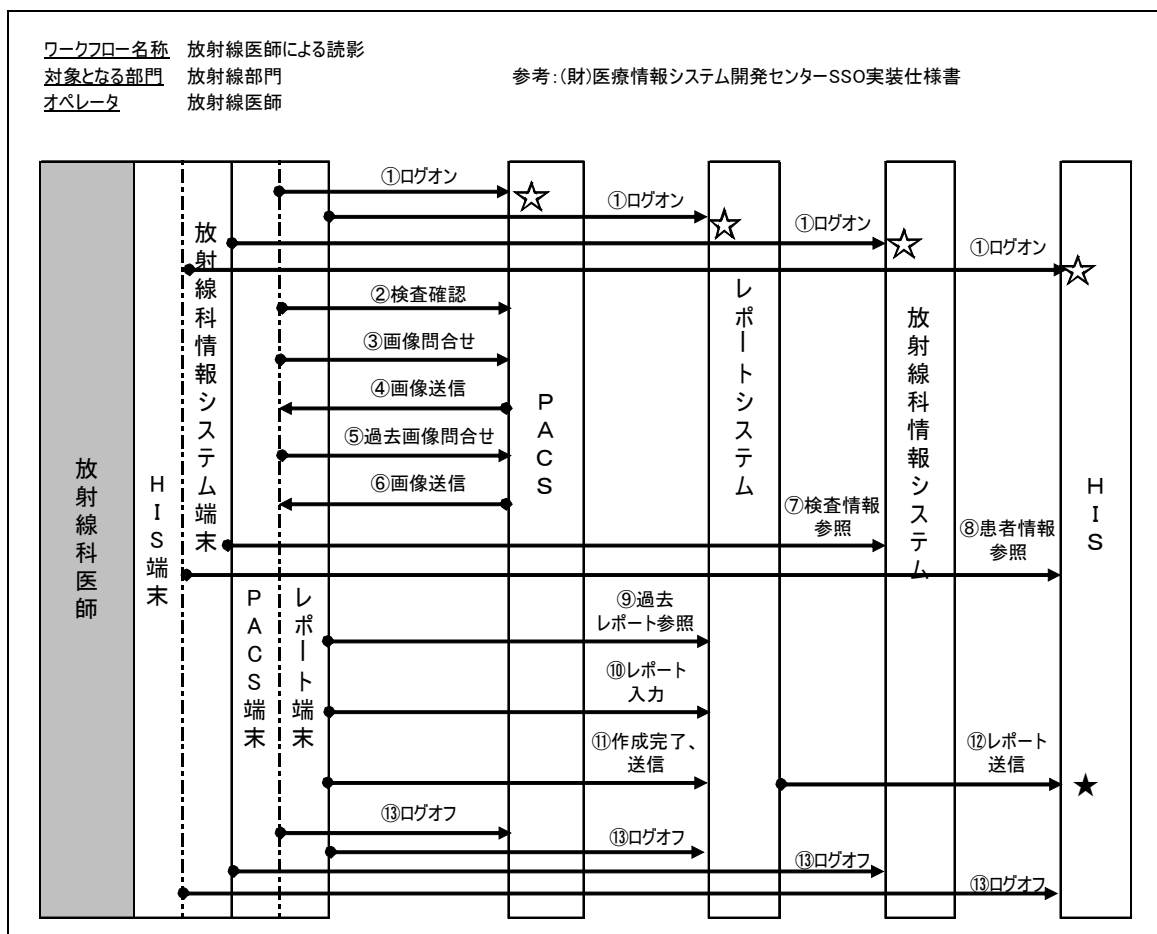 ワークフロー名称 放射線医師による読影
対象となる部門 放射線部門 参考:(財)医療情報システム開発センターSSO実装仕様書
オペレータ 放射線医師
放射線科医師
HIS端末
放射線科情報システム端末
PACS端末
レポート端末
PACS
レポートシステム
放射線科情報システム
HIS
①ログオン
☆
①ログオン
☆
①ログオン
☆
①ログオン
☆
②検査確認
③画像問合せ
④画像送信
⑤過去画像問合せ
⑥画像送信
⑦検査情報
参照
⑧患者情報
参照
⑨過去
レポート参照
⑩レポート
入力
⑪作成完了、
送信
⑫レポート
送信
★
⑬ログオフ
⑬ログオフ
⑬ログオフ
⑬ログオフ